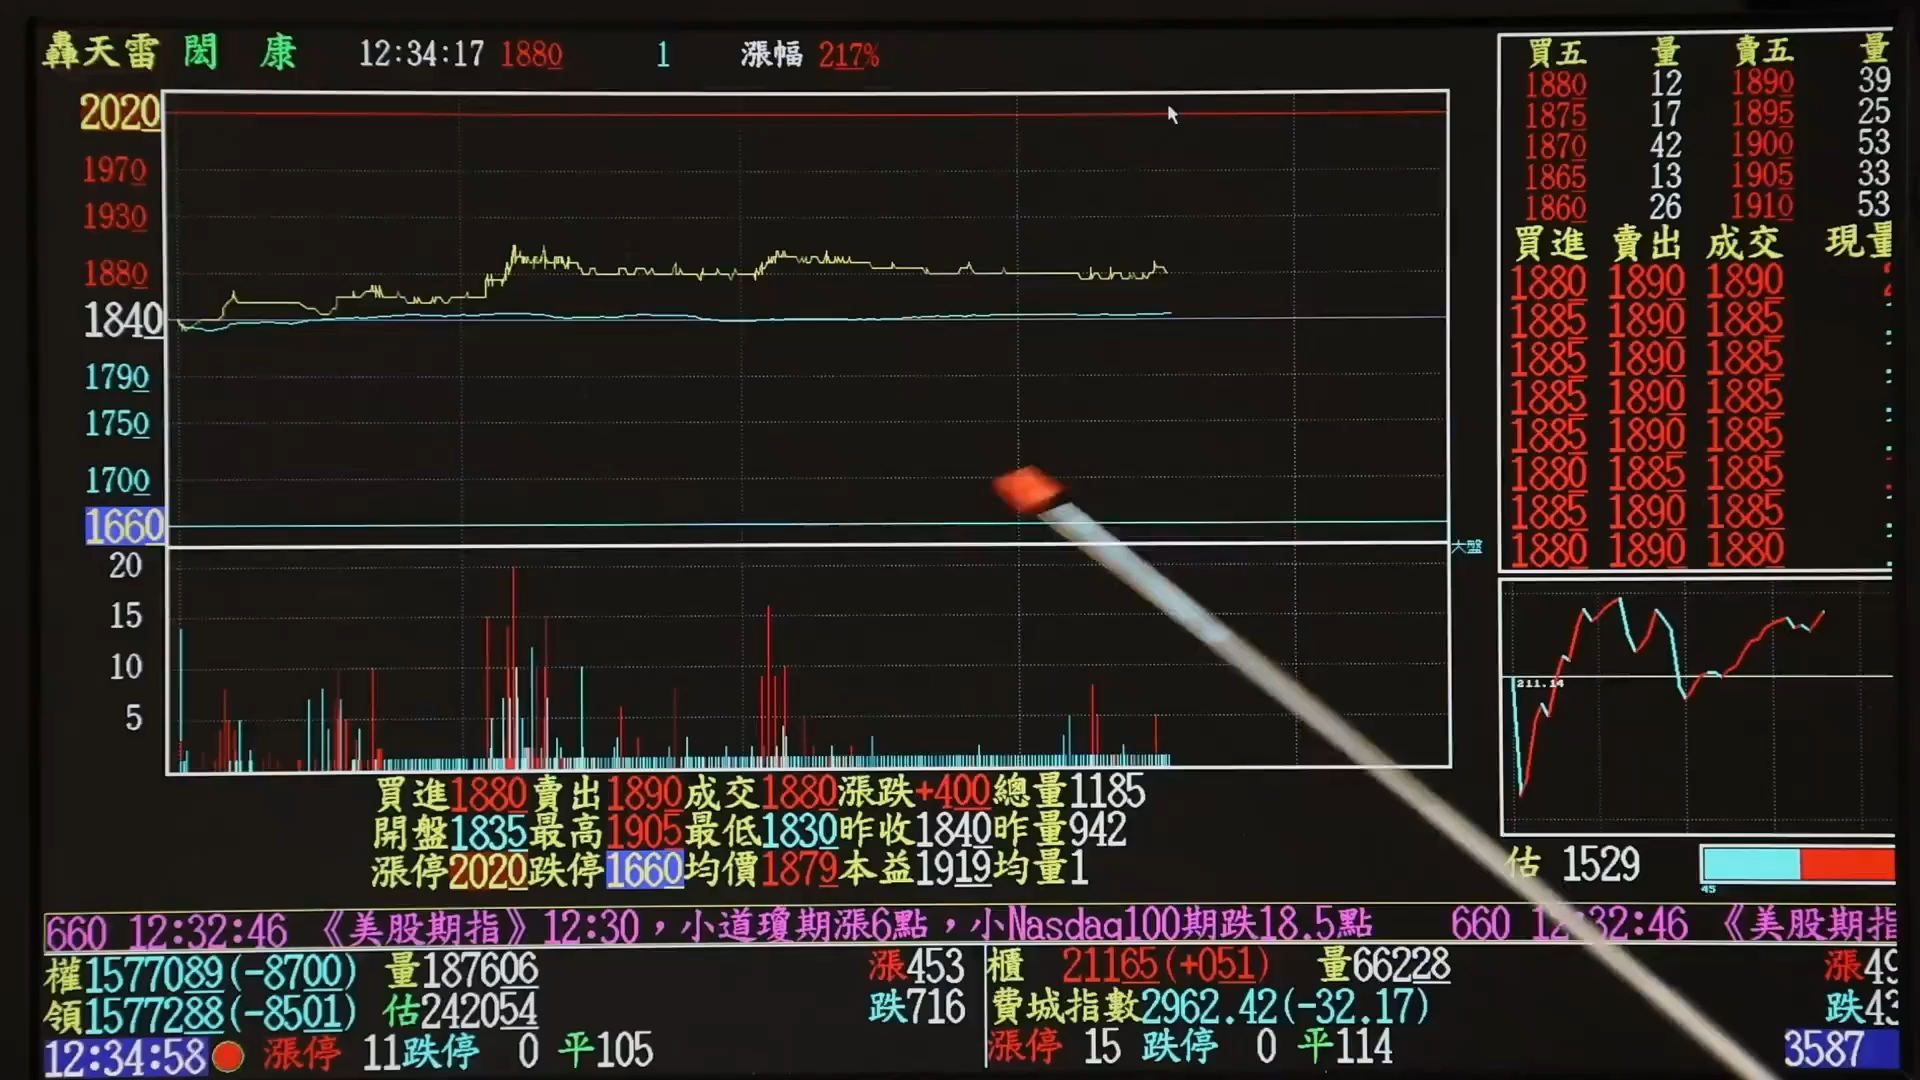 轟天雷 閎 康 12:34:17 1880 1 漲幅 217%
2020
1970
1930
1880
1840
1790
1750
1700
1660
20
15
10
5
大盤
買五 量 賣五 量
1880 12 1890 39
1875 17 1895 25
1870 42 1900 53
1865 13 1905 33
1860 26 1910 53
買進 賣出 成交 現量
1880 1890 1890
1885 1890 1885
1885 1890 1885
1885 1890 1885
1885 1890 1885
1880 1885 1885
1885 1890 1885
1880 1890 1880
211.14
估 1529
45
買進1880賣出1890成交1880漲跌+400總量1185
開盤1835最高1905最低1830昨收1840昨量942
漲停2020跌停1660均價1879本益1919均量1
660 12:32:46 《美股期指》12:30，小道瓊期漲6點，小Nasdaq100期跌18.5點 660 12:32:46 《美股期指
權1577089(-8700) 量187606 漲453 櫃 21165(+051) 量66228 漲49
領1577288(-8501) 估242054 跌716 費城指數2962.42(-32.17) 跌43
12:34:58 漲停 11跌停 0 平105 漲停 15 跌停 0 平114 3587